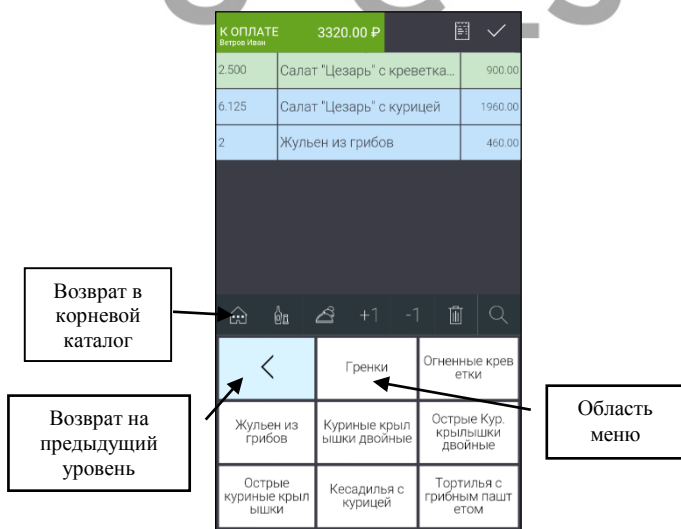 К ОПЛАТЕ 3320.00 ₽
Ветров Иван
2.500 Салат "Цезарь" с креветка... 900.00
6.125 Салат "Цезарь" с курицей 1960.00
2 Жульен из грибов 460.00
Возврат в
корневой
каталог
+1 -1
Гренки
Огненные крев
етки
Возврат на
предыдущий
уровень
Жульен из
грибов
Куриные крыл
ышки двойные
Острые Кур.
крылышки
двойные
Область
меню
Острые
куриные крыл
ышки
Кесадилья с
курицей
Тортилья с
грибным пашт
етом